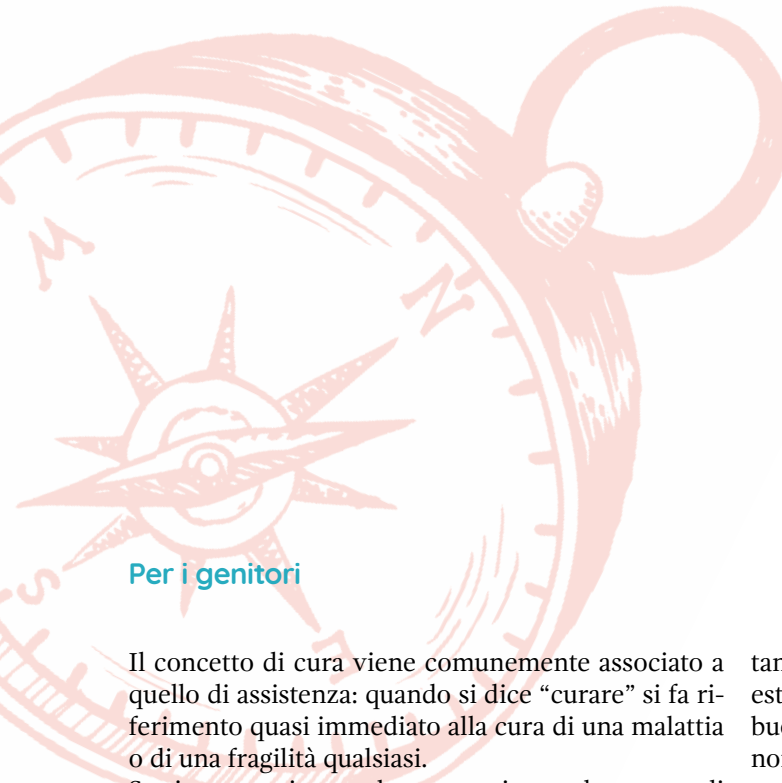 W
N
S
E
Per i genitori
Il concetto di cura viene comunemente associato a
quello di assistenza: quando si dice “curare” si fa ri-
ferimento quasi immediato alla cura di una malattia
o di una fragilità qualsiasi.